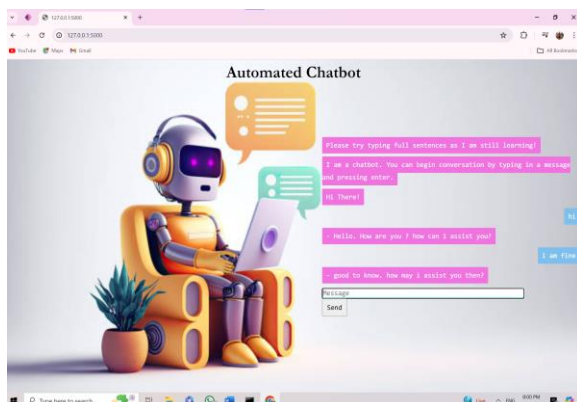 127.0.0.1:5000
127.0.0.1:5000
YouTube Maps Gmail All Bookmarks
Automated Chatbot
Please try typing full sentences as I am still learning!
I am a chatbot. You can begin conversation by typing in a message
and pressing enter.
Hi There!
hi
- Hello. How are you ? how can i assist you?
i am fine
- good to know. how may i assist you then?
Message
Send
Type here to search
ENG